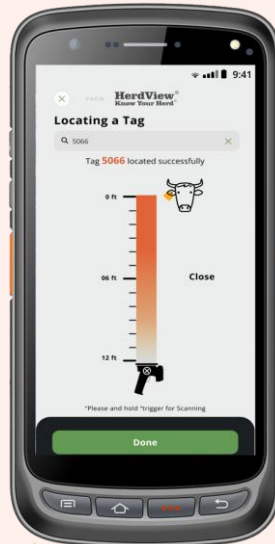 9:41
HerdView®
Know Your Herd®
Locating a Tag
5066
Tag 5066 located successfully
0 ft
06 ft
Close
12 ft
*Please and hold *trigger for Scanning
Done